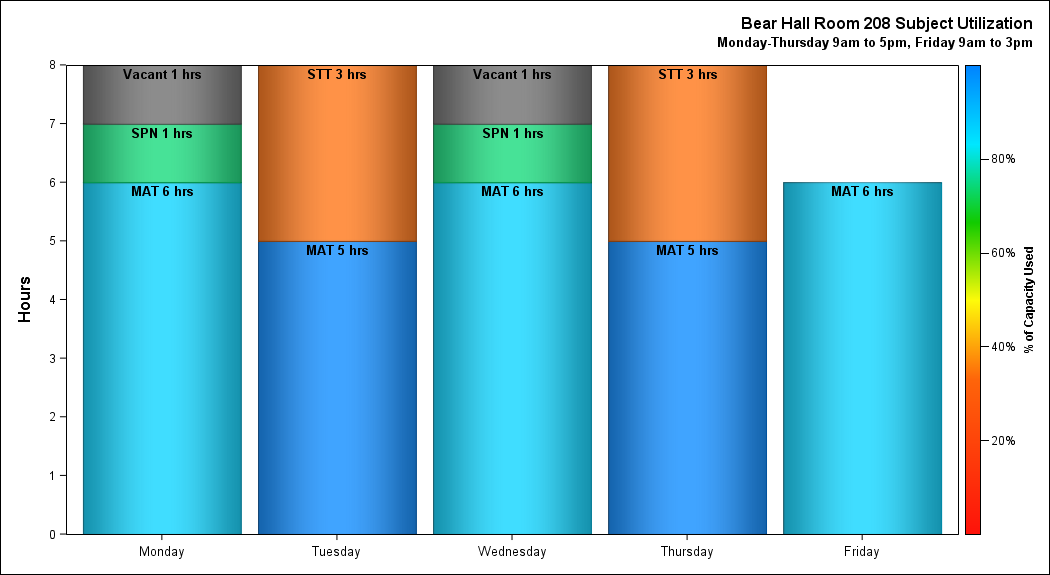 Bear Hall Room 208 Subject Utilization
Monday-Thursday 9am to 5pm, Friday 9am to 3pm
Hours
8
7
6
5
4
3
2
1
0
Vacant 1 hrs
SPN 1 hrs
MAT 6 hrs
STT 3 hrs
MAT 5 hrs
Vacant 1 hrs
SPN 1 hrs
MAT 6 hrs
STT 3 hrs
MAT 5 hrs
MAT 6 hrs
Monday
Tuesday
Wednesday
Thursday
Friday
80%
60%
40%
20%
% of Capacity Used